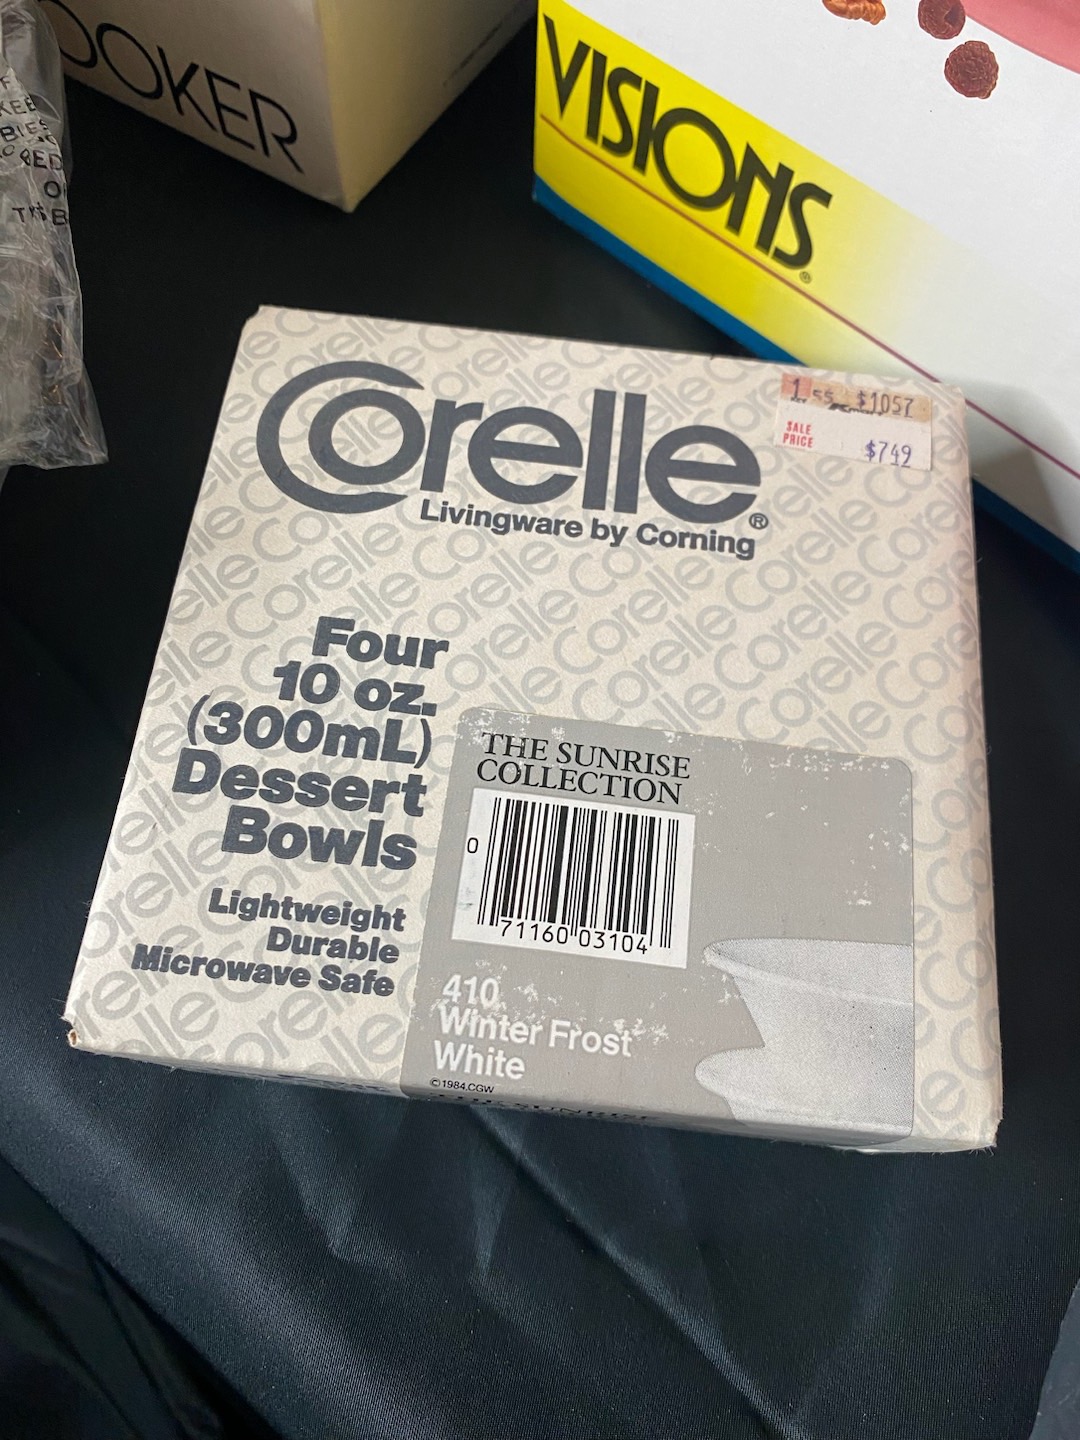 OOKER
VISIONS®
Corelle®
Livingware by Corning
$1057
SALE
PRICE
$749
Four
10 oz.
(300mL)
Dessert
Bowls
Lightweight
Durable
Microwave Safe
THE SUNRISE
COLLECTION
0 71160 03104
410
Winter Frost
White
©1984.CGW